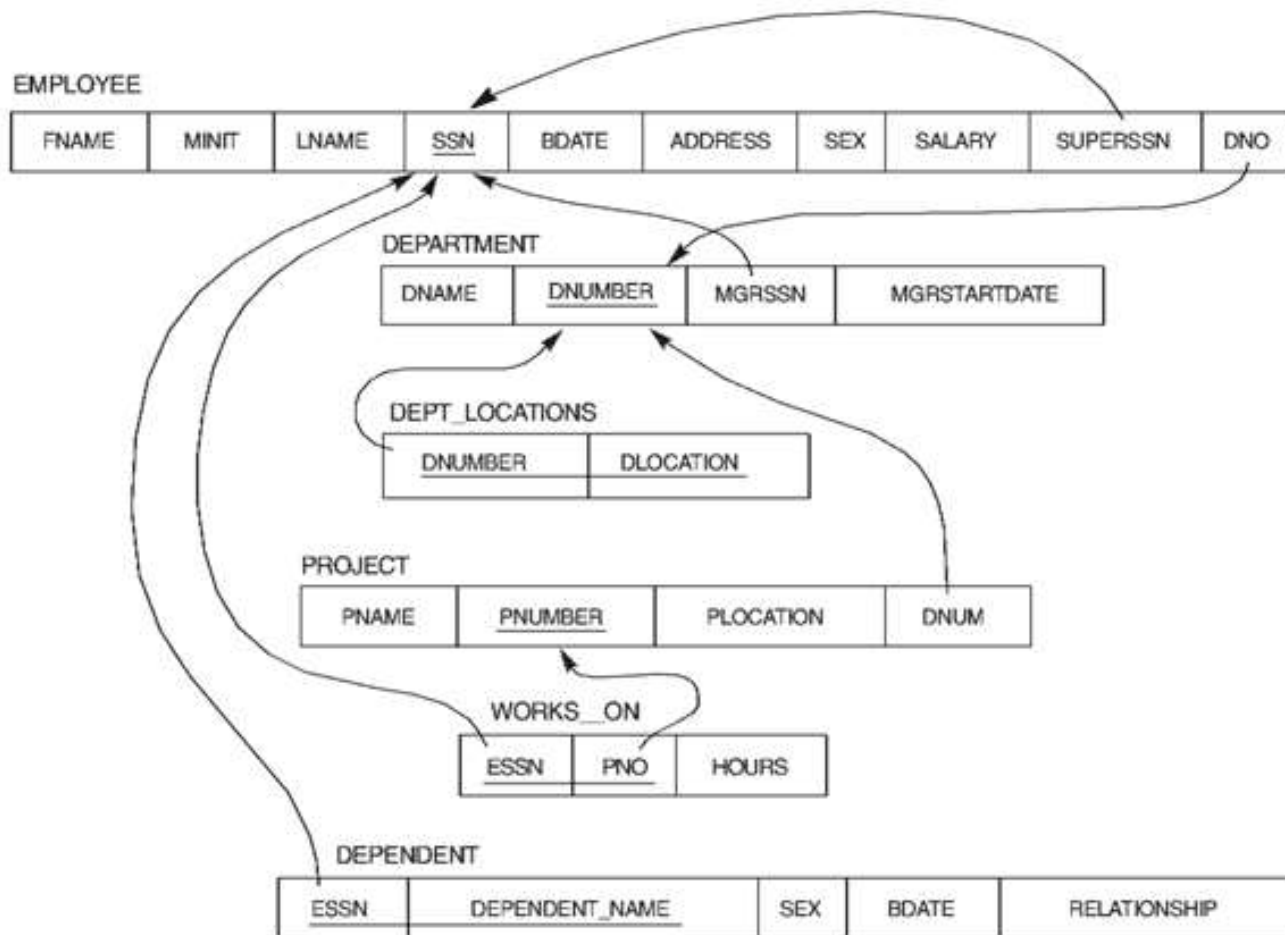 EMPLOYEE
FNAME MINIT LNAME SSN BDATE ADDRESS SEX SALARY SUPERSSN DNO
DEPARTMENT
DNAME DNUMBER MGRSSN MGRSTARTDATE
DEPT_LOCATIONS
DNUMBER DLOCATION
PROJECT
PNAME PNUMBER PLOCATION DNUM
WORKS__ON
ESSN PNO HOURS
DEPENDENT
ESSN DEPENDENT_NAME SEX BDATE RELATIONSHIP